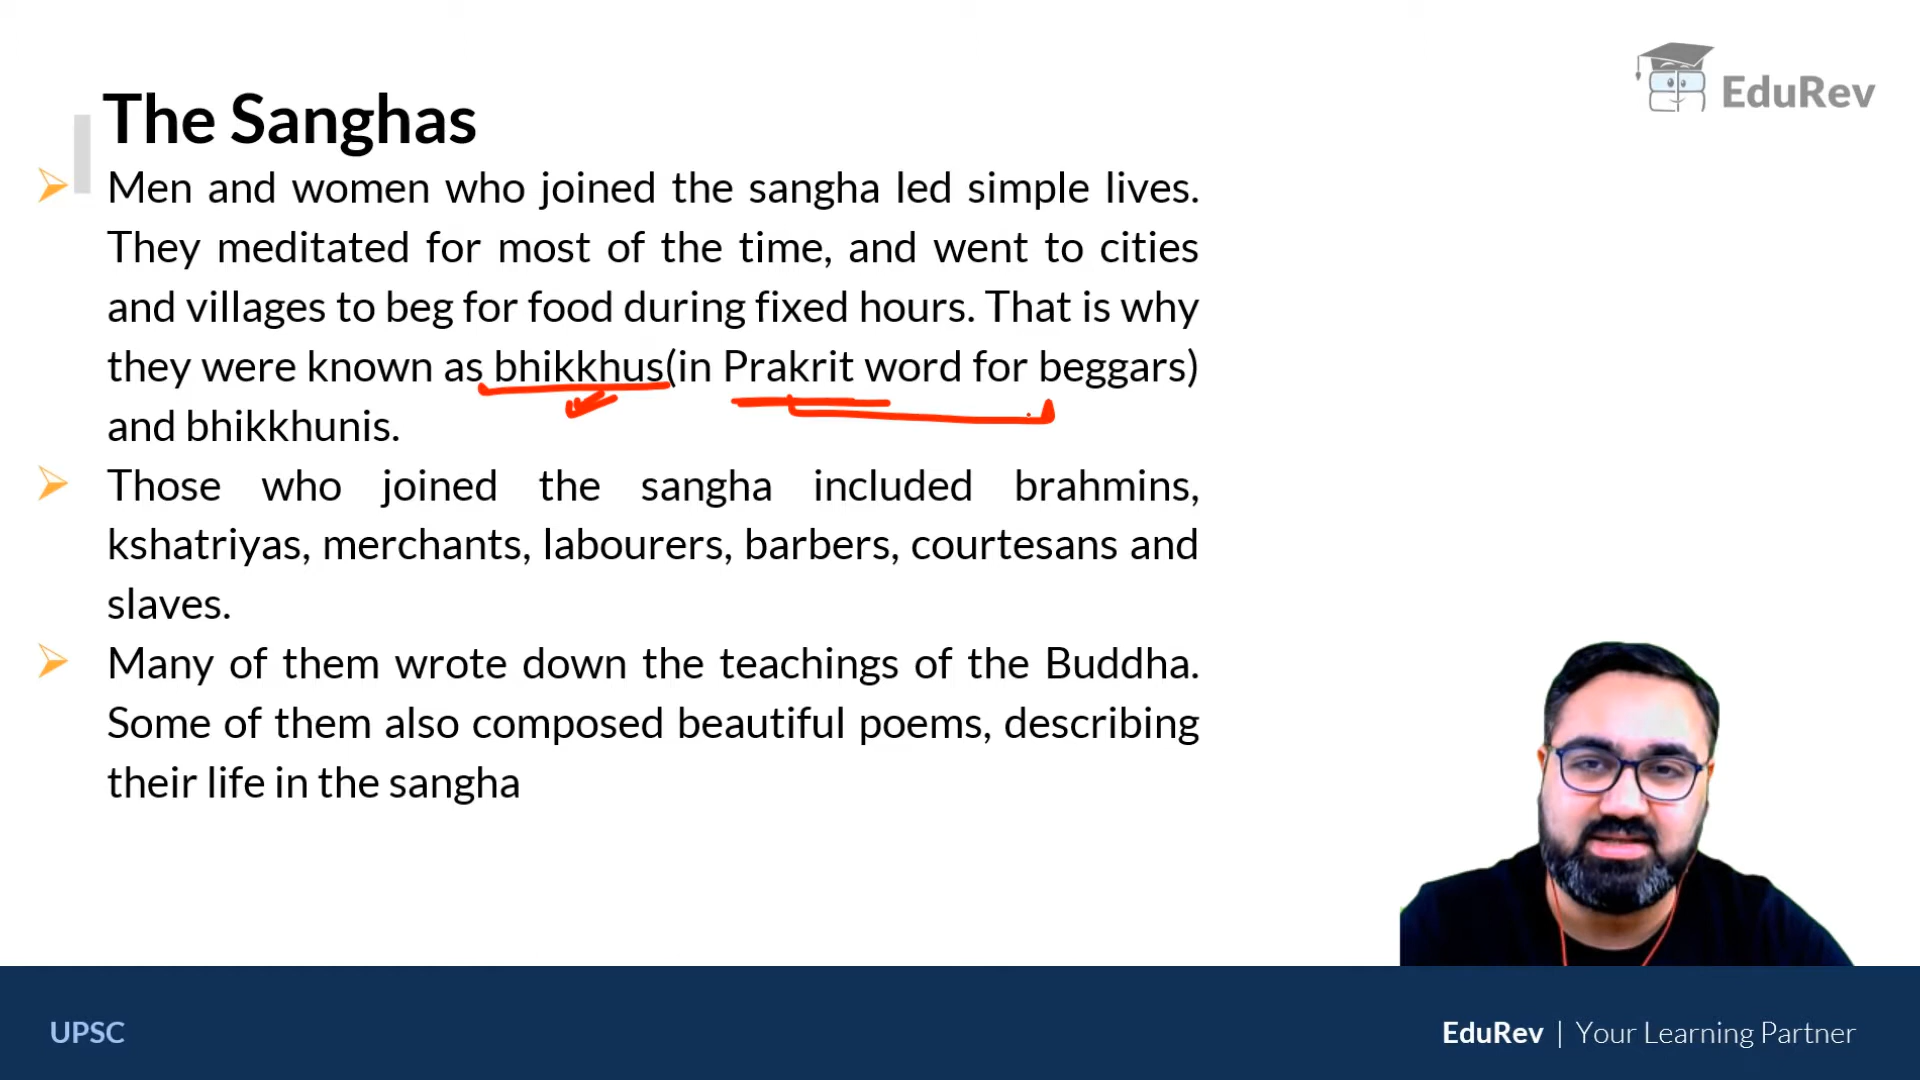 EduRev
The Sanghas
Men and women who joined the sangha led simple lives.
They meditated for most of the time, and went to cities
and villages to beg for food during fixed hours. That is why
they were known as bhikkhus(in Prakrit word for beggars)
and bhikkhunis.
Those who joined the sangha included brahmins,
kshatriyas, merchants, labourers, barbers, courtesans and
slaves.
Many of them wrote down the teachings of the Buddha.
Some of them also composed beautiful poems, describing
their life in the sangha
UPSC
EduRev | Your Learning Partner